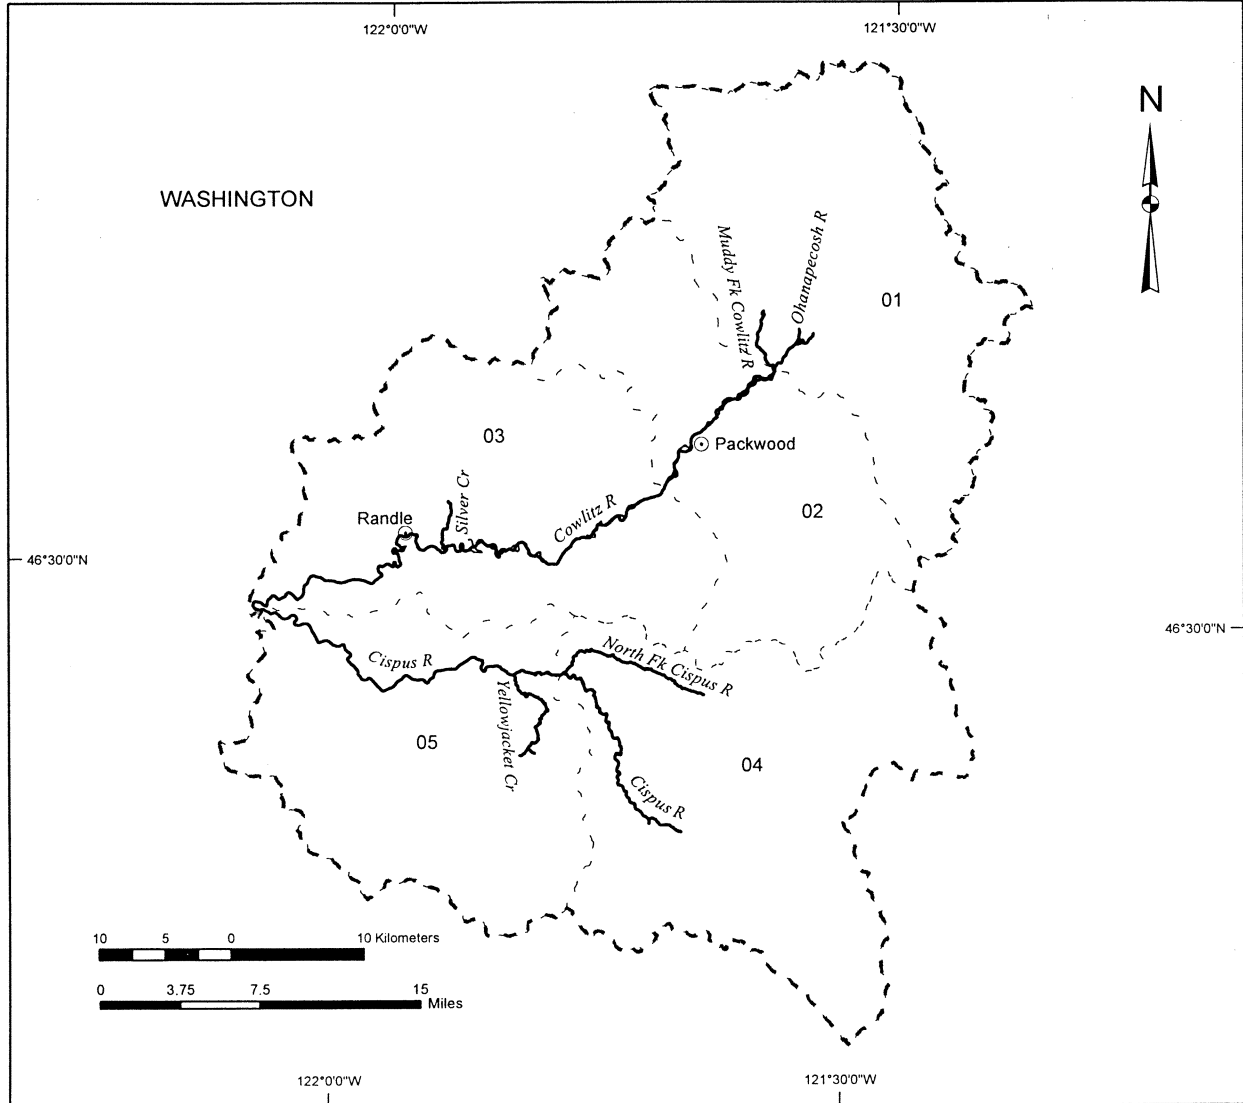 122°0'0"W
121°30'0"W
N
WASHINGTON
Muddy Fk Cowlitz R
Ohanapecosh R
01
03
Packwood
Silver Cr
Cowlitz R
02
Randle
46°30'0"N
46°30'0"N
Cispus R
North Fk Cispus R
Yellowjacket Cr
05
04
Cispus R
10 5 0 10 Kilometers
0 3.75 7.5 15 Miles
122°0'0"W
121°30'0"W